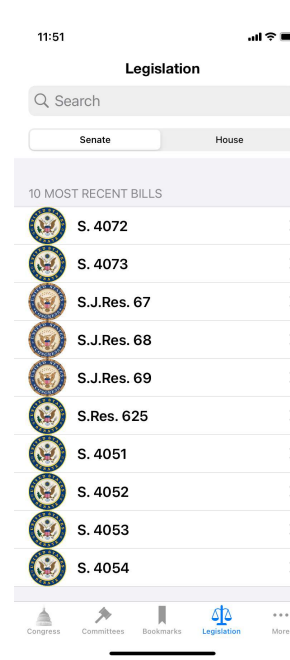 11:51
Legislation
Search
Senate House
10 MOST RECENT BILLS
S. 4072
S. 4073
S.J.Res. 67
S.J.Res. 68
S.J.Res. 69
S.Res. 625
S. 4051
S. 4052
S. 4053
S. 4054
Congress Committees Bookmarks Legislation More